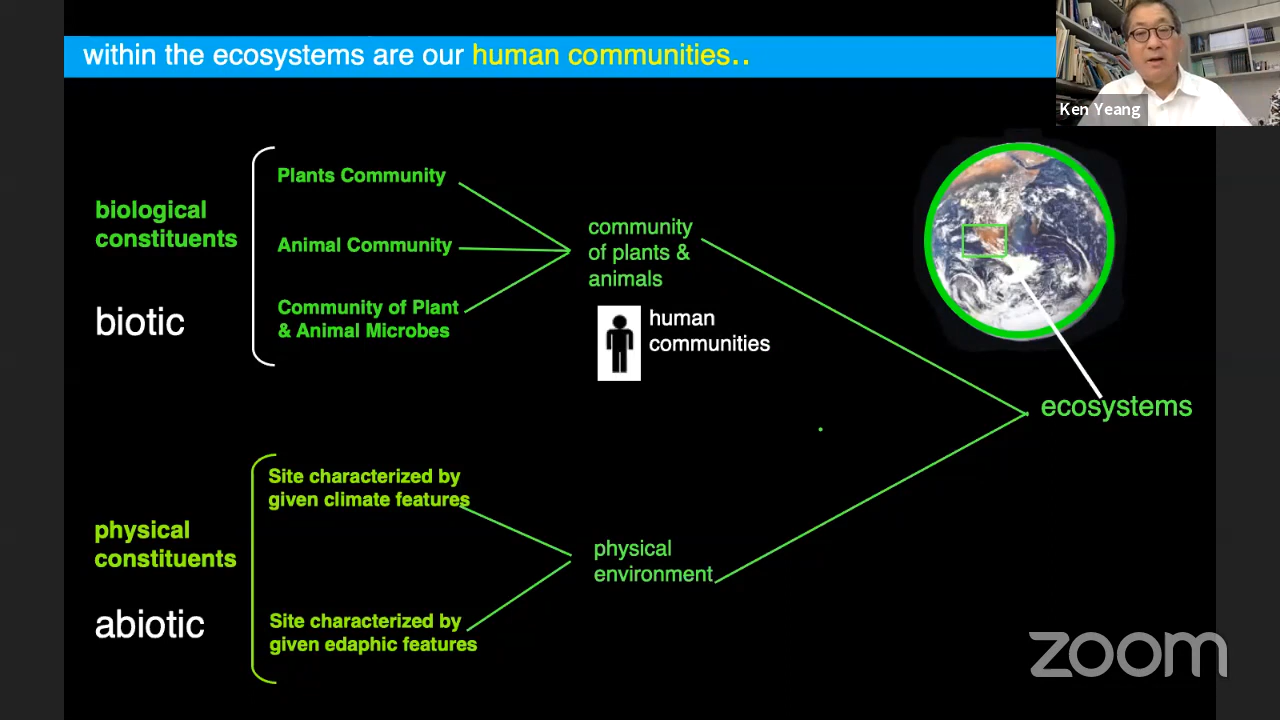 within the ecosystems are our human communities..
Ken Yeang
biological
constituents
biotic
Plants Community
Animal Community
Community of Plant
& Animal Microbes
community
of plants &
animals
human
communities
ecosystems
physical
constituents
abiotic
Site characterized by
given climate features
Site characterized by
given edaphic features
physical
environment
zoom